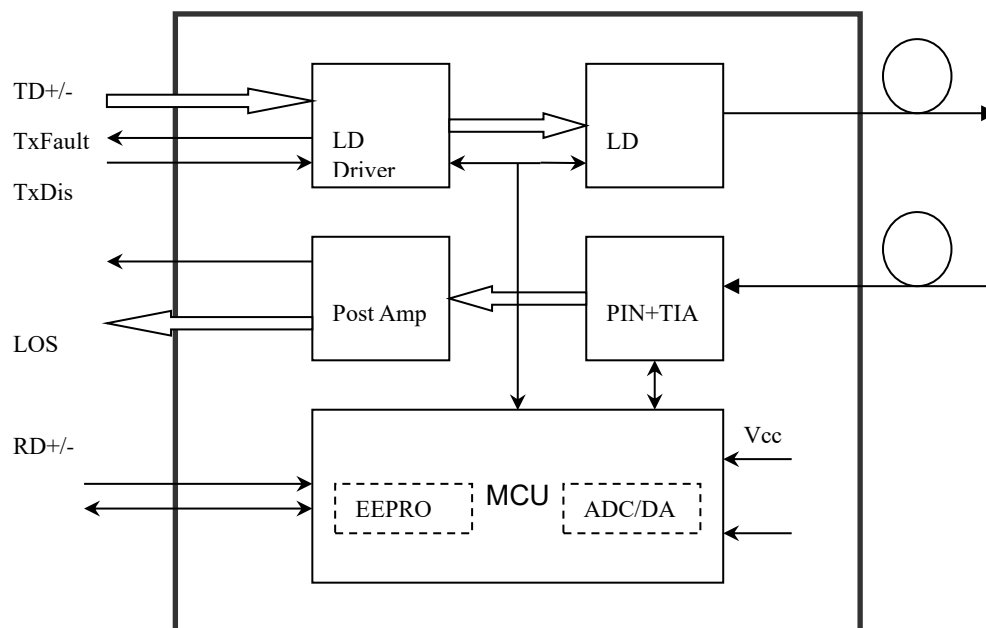 TD+/-
TxFault
TxDis
LD
Driver
LD
Post Amp
PIN+TIA
LOS
RD+/-
Vcc
EEPRO
MCU
ADC/DA